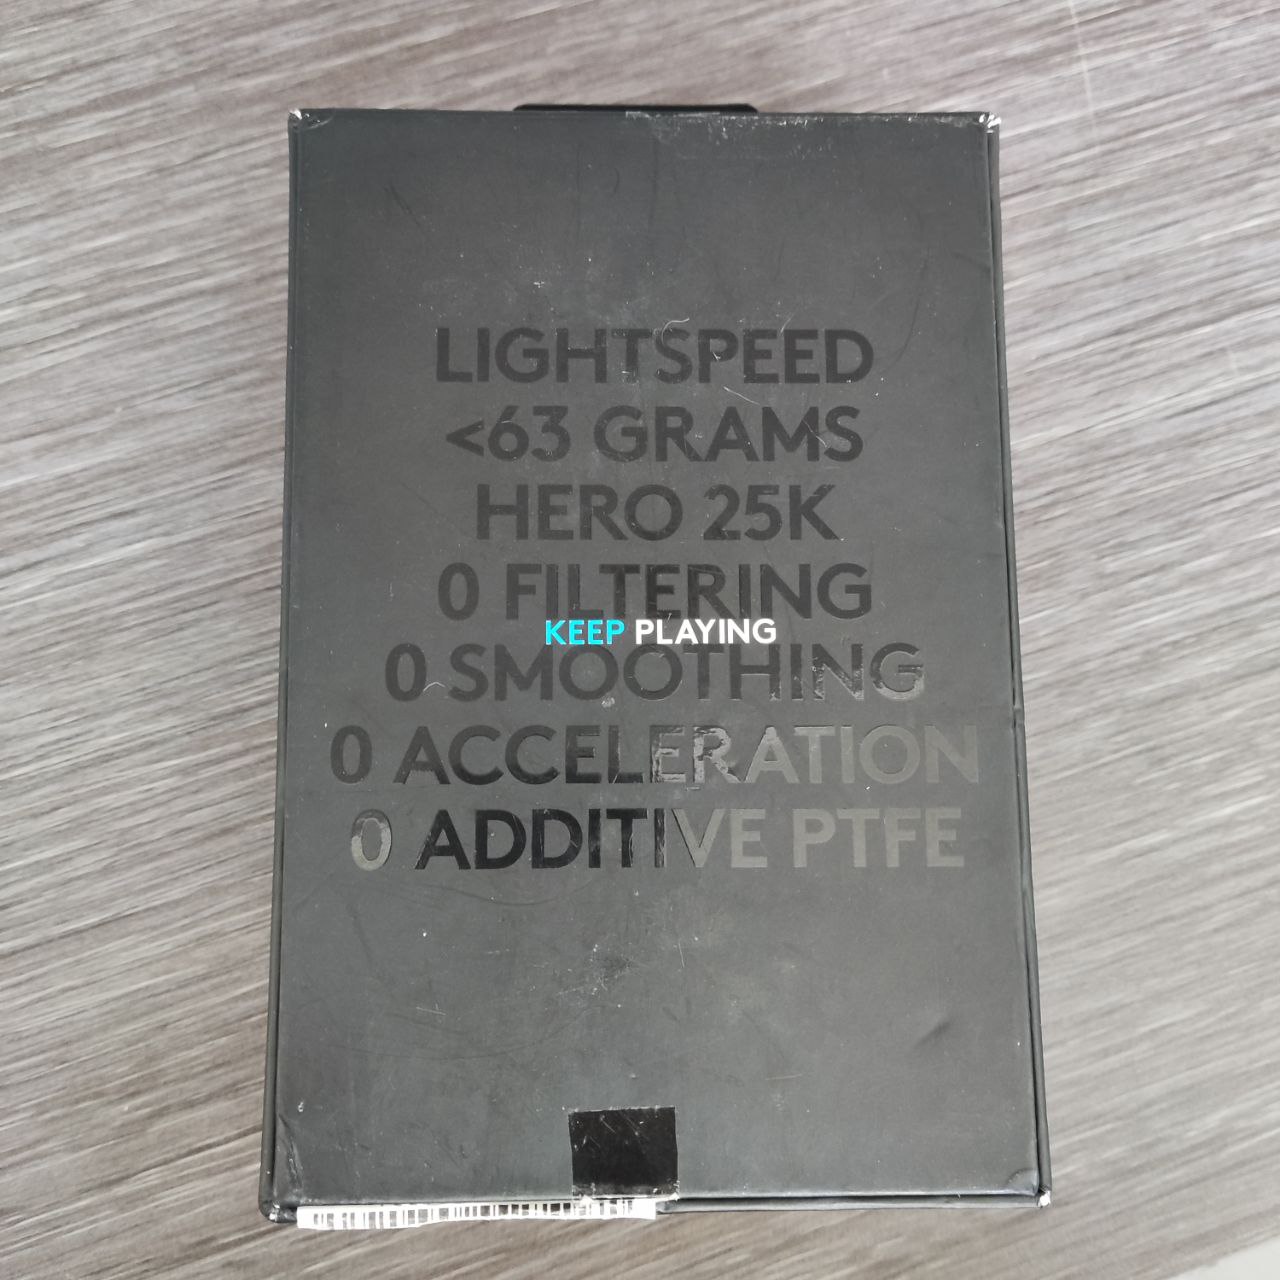 LIGHTSPEED
<63 GRAMS
HERO 25K
0 FILTERING
KEEP PLAYING
0 SMOOTHING
0 ACCELERATION
0 ADDITIVE PTFE